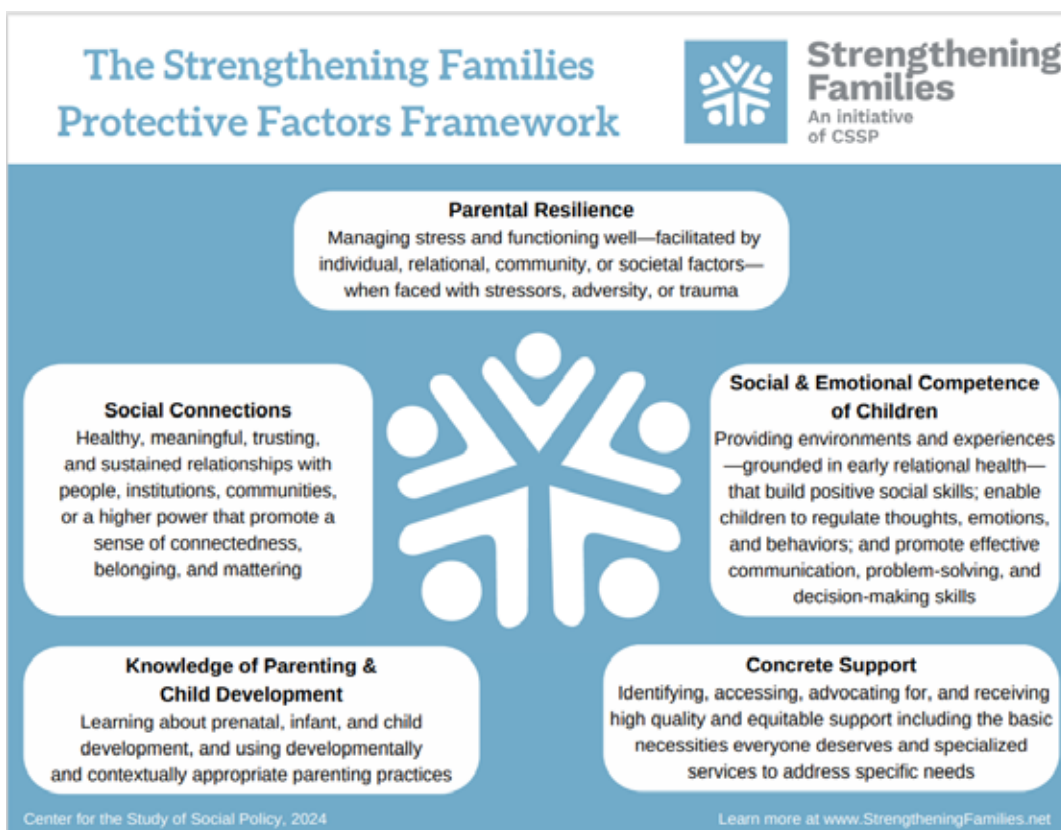 The Strengthening Families
Protective Factors Framework
Strengthening
Families
An initiative
of CSSP
Parental Resilience
Managing stress and functioning well—facilitated by
individual, relational, community, or societal factors—
when faced with stressors, adversity, or trauma
Social Connections
Healthy, meaningful, trusting,
and sustained relationships with
people, institutions, communities,
or a higher power that promote a
sense of connectedness,
belonging, and mattering
Social & Emotional Competence
of Children
Providing environments and experiences
—grounded in early relational health—
that build positive social skills; enable
children to regulate thoughts, emotions,
and behaviors; and promote effective
communication, problem-solving, and
decision-making skills
Knowledge of Parenting &
Child Development
Learning about prenatal, infant, and child
development, and using developmentally
and contextually appropriate parenting practices
Concrete Support
Identifying, accessing, advocating for, and receiving
high quality and equitable support including the basic
necessities everyone deserves and specialized
services to address specific needs
Center for the Study of Social Policy, 2024
Learn more at www.StrengtheningFamilies.net